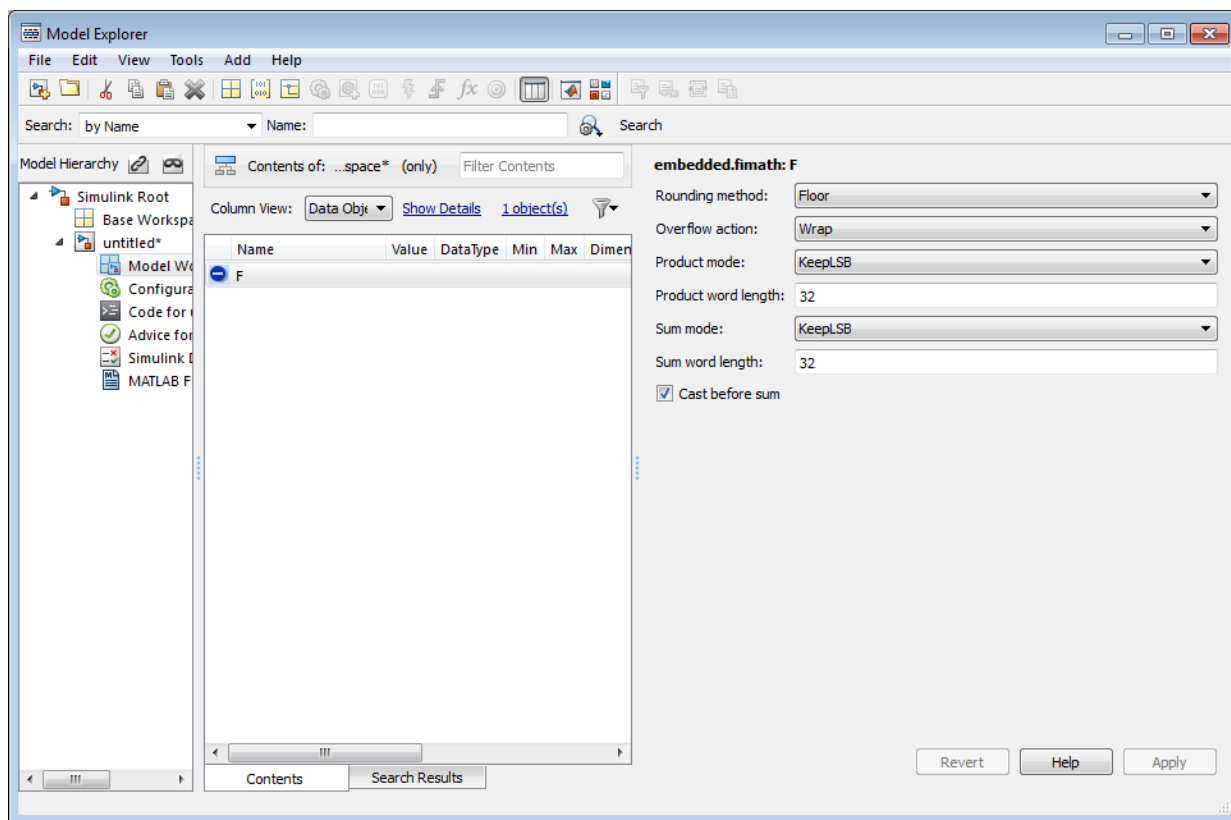 Model Explorer
File Edit View Tools Add Help
Search: by Name Name: Search
Model Hierarchy
Simulink Root
Base Workspa
untitled*
Model Wo
Configura
Code for
Advice for
Simulink D
MATLAB F
Contents of: ...space* (only) Filter Contents
Column View: Data Obje Show Details 1 object(s)
Name Value DataType Min Max Dimen
F
Contents Search Results
embedded.fimath: F
Rounding method: Floor
Overflow action: Wrap
Product mode: KeepLSB
Product word length: 32
Sum mode: KeepLSB
Sum word length: 32
Cast before sum
Revert Help Apply